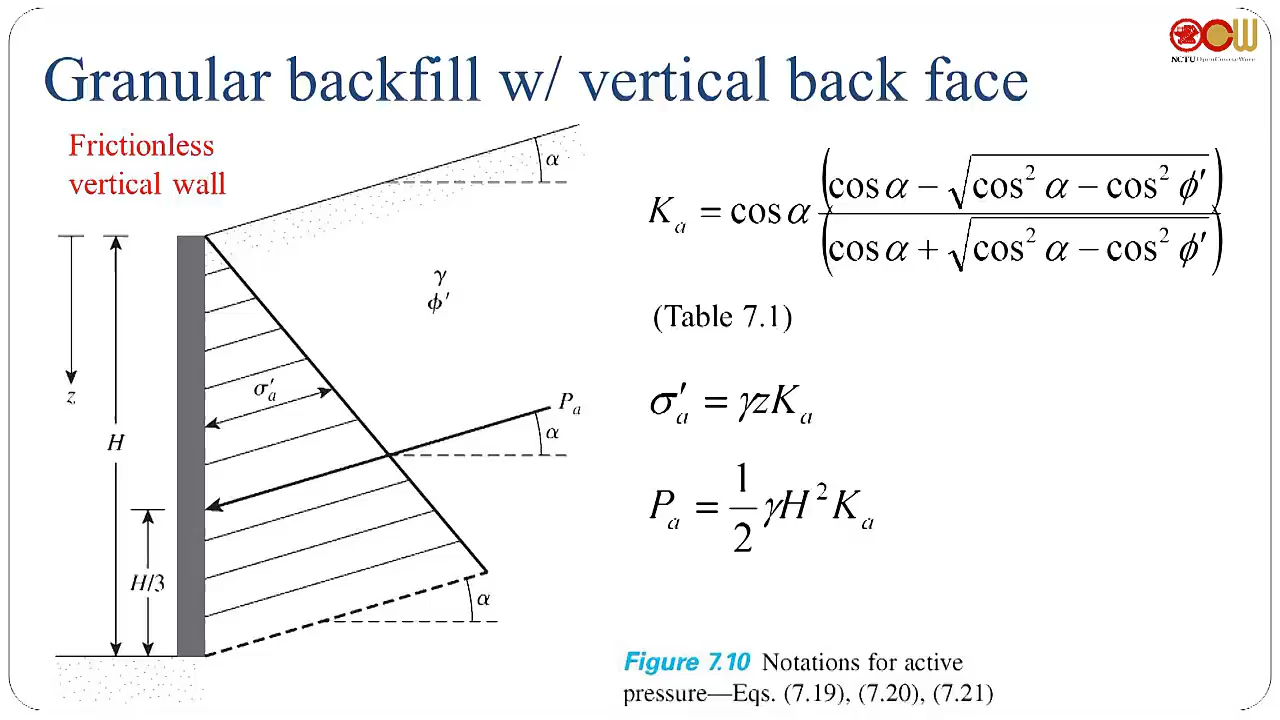 NCTU OpenCourseWare
Granular backfill w/ vertical back face
Frictionless
vertical wall
α
γ
ϕ′
z
H
σ′ₐ
Pₐ
α
H/3
α
Kₐ = cos α (cos α − √(cos² α − cos² ϕ′)) / (cos α + √(cos² α − cos² ϕ′))
(Table 7.1)
σ′ₐ = γzKₐ
Pₐ = 1/2 γH²Kₐ
Figure 7.10 Notations for active
pressure—Eqs. (7.19), (7.20), (7.21)